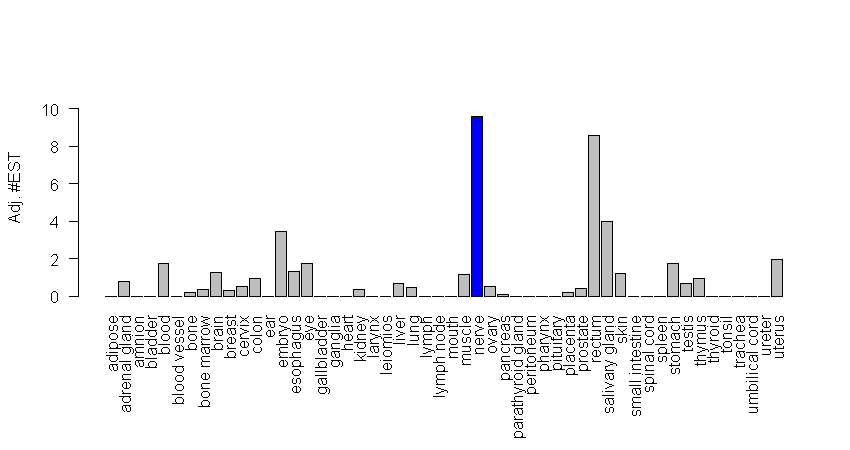 Adj. #EST
10
8
6
4
2
0
adipose
adrenal gland
amnion
bladder
blood
blood vessel
bone
bone marrow
brain
breast
cervix
colon
ear
embryo
esophagus
eye
gallbladder
ganglia
heart
kidney
larynx
leiomios
liver
lung
lymph
lymph node
mouth
muscle
nerve
ovary
pancreas
parathyroid gland
peritoneum
pharynx
pituitary
placenta
prostate
rectum
salivary gland
skin
small intestine
spinal cord
spleen
stomach
testis
thymus
thyroid
tonsil
trachea
umbilical cord
ureter
uterus